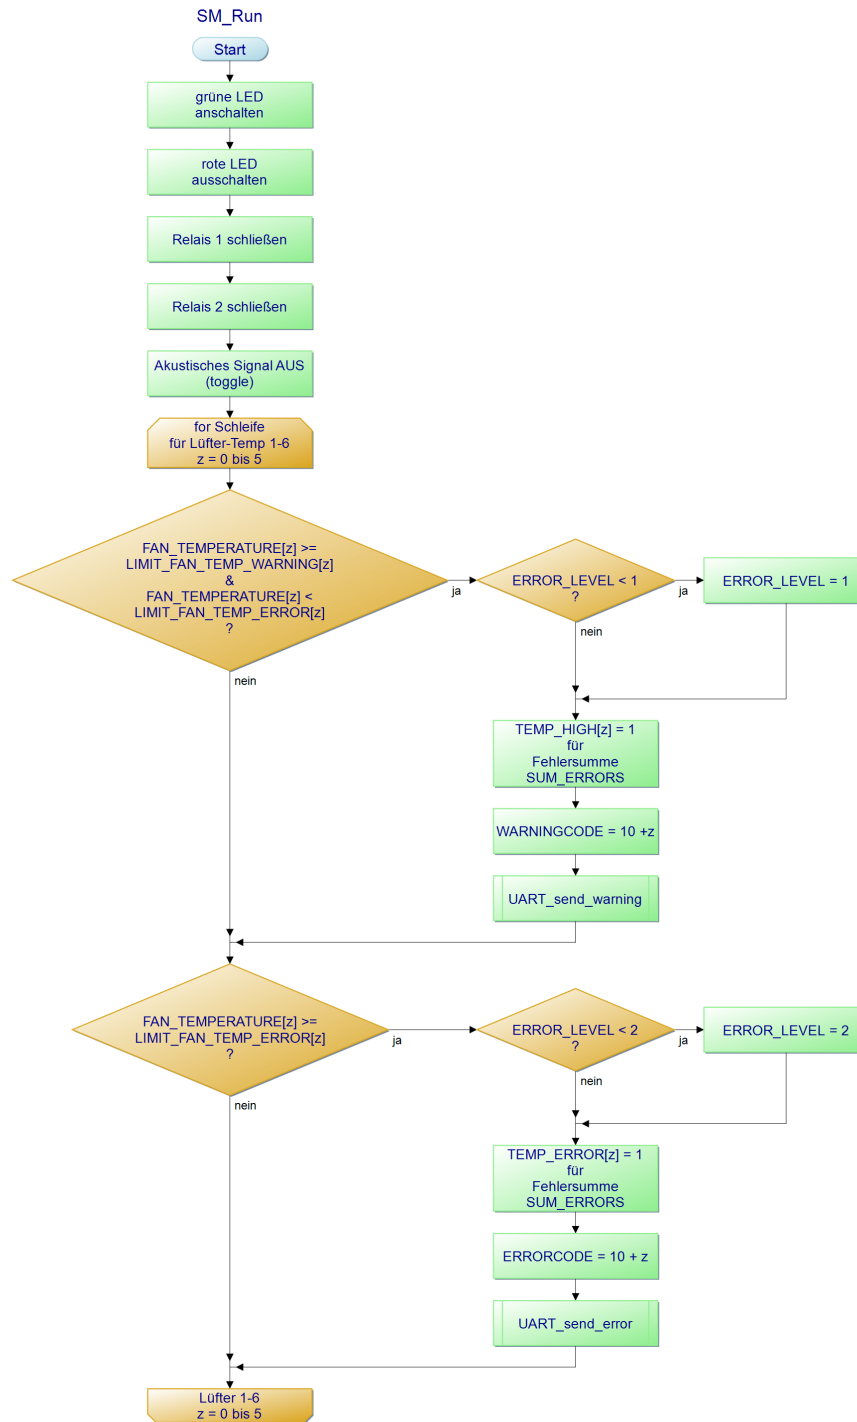 SM_Run
Start
grüne LED
anschalten
rote LED
ausschalten
Relais 1 schließen
Relais 2 schließen
Akustisches Signal AUS
(toggle)
for Schleife
für Lüfter-Temp 1-6
z = 0 bis 5
FAN_TEMPERATURE[z] >=
LIMIT_FAN_TEMP_WARNING[z]
&
FAN_TEMPERATURE[z] <
LIMIT_FAN_TEMP_ERROR[z]
?
ja
nein
ERROR_LEVEL < 1
?
ja
nein
ERROR_LEVEL = 1
TEMP_HIGH[z] = 1
für
Fehlersumme
SUM_ERRORS
WARNINGCODE = 10 +z
UART_send_warning
FAN_TEMPERATURE[z] >=
LIMIT_FAN_TEMP_ERROR[z]
?
ja
nein
ERROR_LEVEL < 2
?
ja
nein
ERROR_LEVEL = 2
TEMP_ERROR[z] = 1
für
Fehlersumme
SUM_ERRORS
ERRORCODE = 10 + z
UART_send_error
Lüfter 1-6
z = 0 bis 5